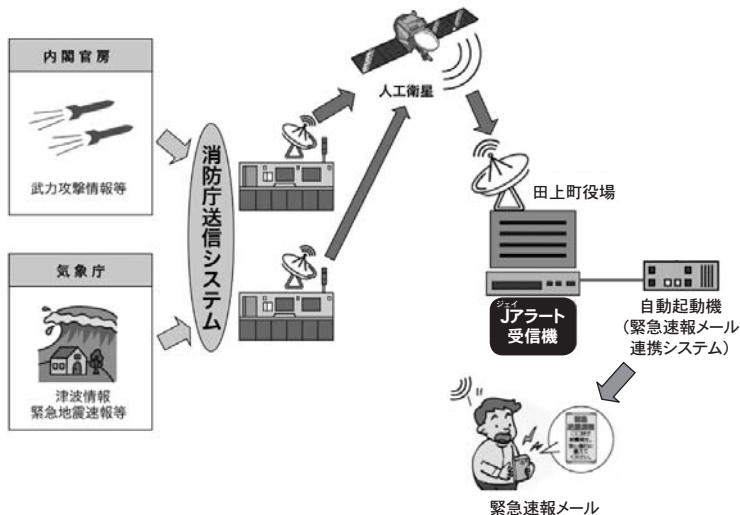 内閣官房
武力攻撃情報等
気象庁
津波情報
緊急地震速報等
消防庁送信システム
人工衛星
田上町役場
ジェイ
Jアラート
受信機
自動起動機
(緊急速報メール
連携システム)
緊急速報メール